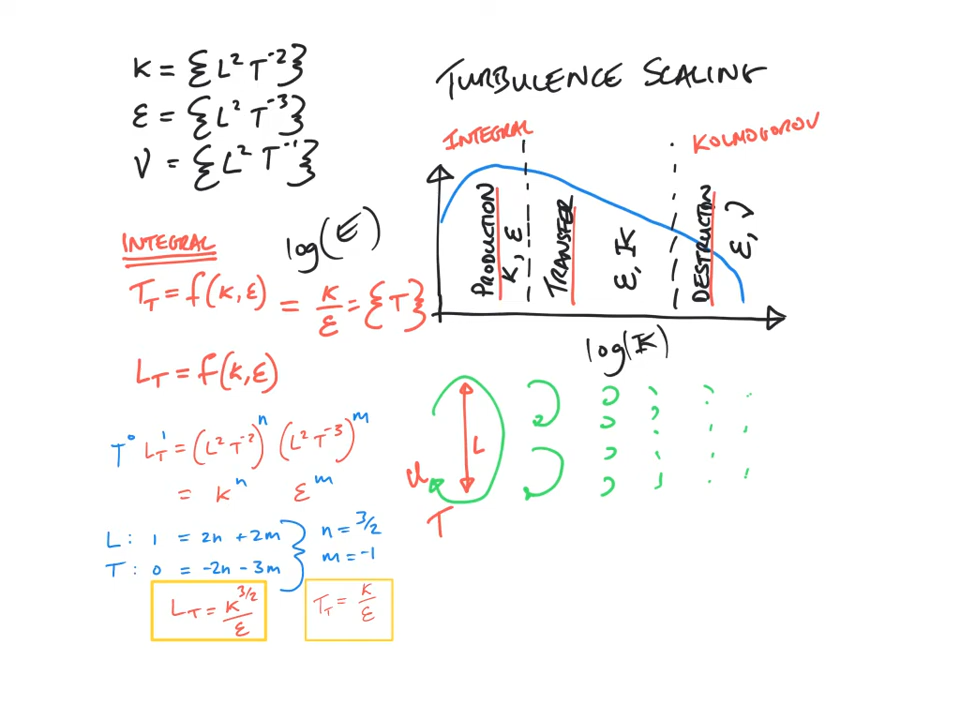 K = {L² T⁻²}
ε = {L² T⁻³}
ν = {L² T⁻¹}
TURBULENCE SCALING
INTEGRAL
KOLMOGOROV
log(E)
PRODUCTION
K, ε
TRANSFER
ε, K
DESTRUCTION
ε, ν
log(K)
INTEGRAL
T_T = f(K, ε) = K/ε = {T}
L_T = f(K, ε)
T⁰ L_T¹ = (L² T⁻²)ⁿ (L² T⁻³)ᵐ
= Kⁿ εᵐ
L: 1 = 2n + 2m
T: 0 = -2n - 3m
n = 3/2
m = -1
L_T = K^{3/2}/ε
T_T = K/ε
L
u
T